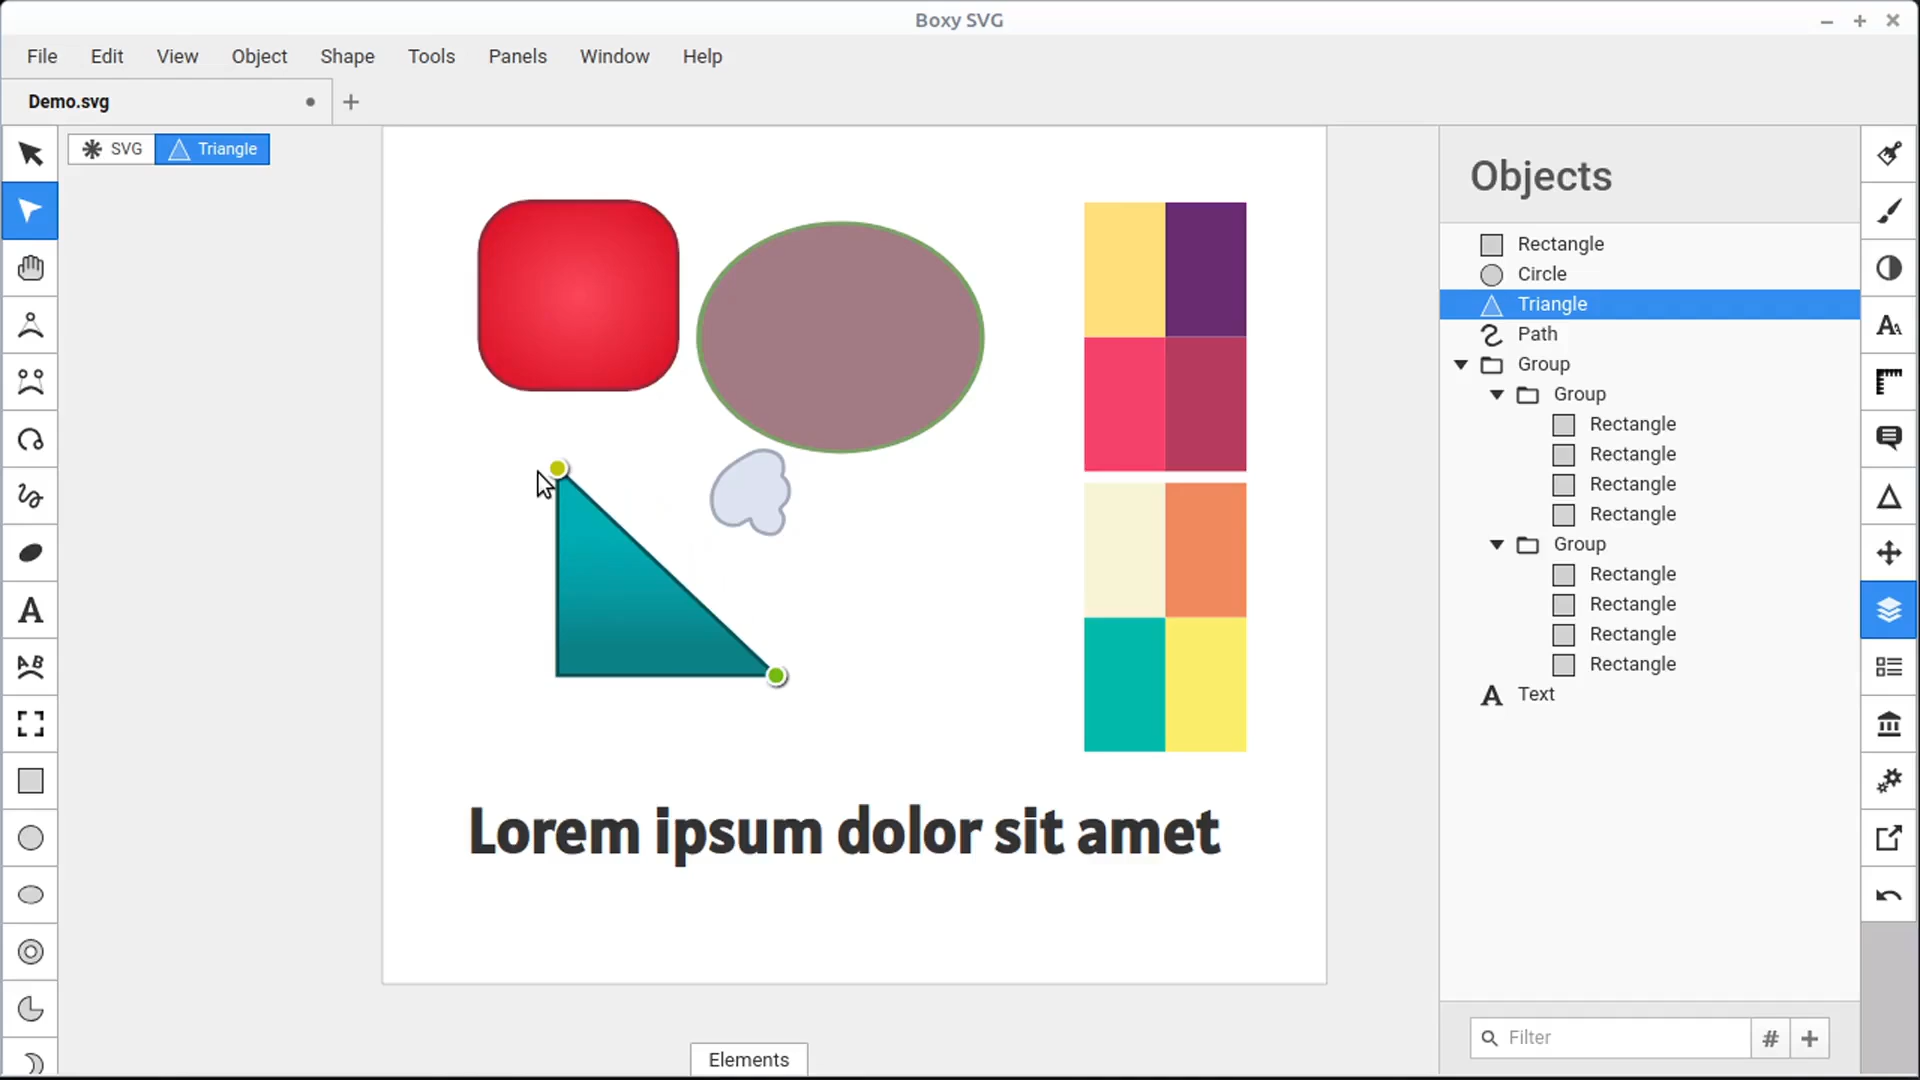 Boxy SVG
File Edit View Object Shape Tools Panels Window Help
Demo.svg
SVG Triangle
Objects
Rectangle
Circle
Triangle
Path
Group
Group
Rectangle
Rectangle
Rectangle
Rectangle
Group
Rectangle
Rectangle
Rectangle
Rectangle
Text
Lorem ipsum dolor sit amet
Filter
Elements